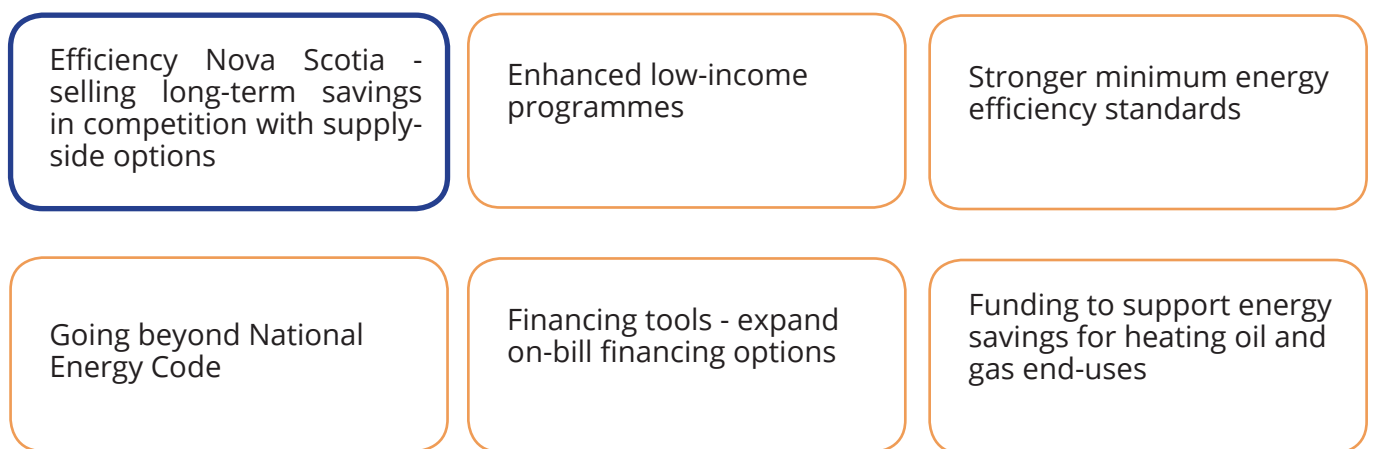 Efficiency Nova Scotia -
selling long-term savings
in competition with supply-
side options
Enhanced low-income
programmes
Stronger minimum energy
efficiency standards
Going beyond National
Energy Code
Financing tools - expand
on-bill financing options
Funding to support energy
savings for heating oil and
gas end-uses